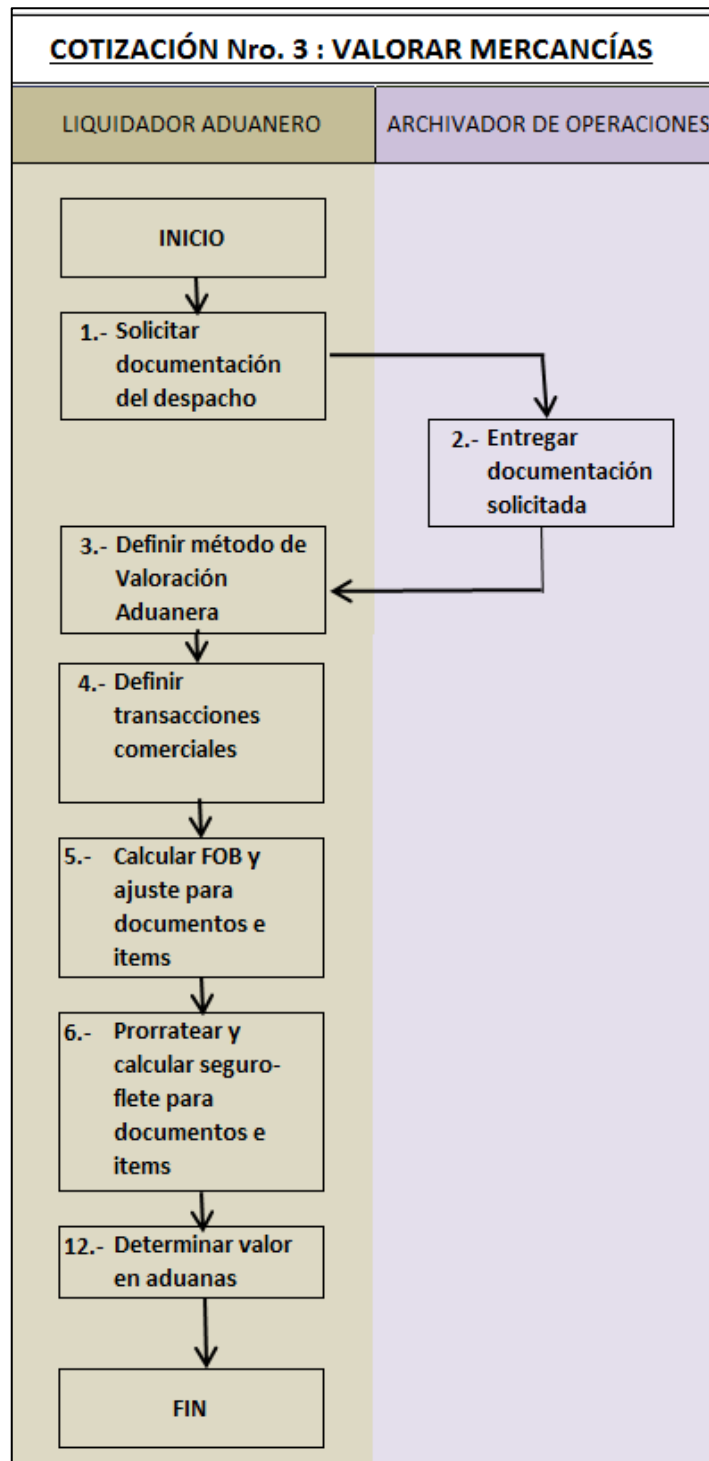 COTIZACIÓN Nro. 3 : VALORAR MERCANCÍAS
LIQUIDADOR ADUANERO
ARCHIVADOR DE OPERACIONES
INICIO
1.- Solicitar
documentación
del despacho
2.- Entregar
documentación
solicitada
3.- Definir método de
Valoración
Aduanera
4.- Definir
transacciones
comerciales
5.- Calcular FOB y
ajuste para
documentos e
items
6.- Prorratear y
calcular seguro-
flete para
documentos e
items
12.- Determinar valor
en aduanas
FIN